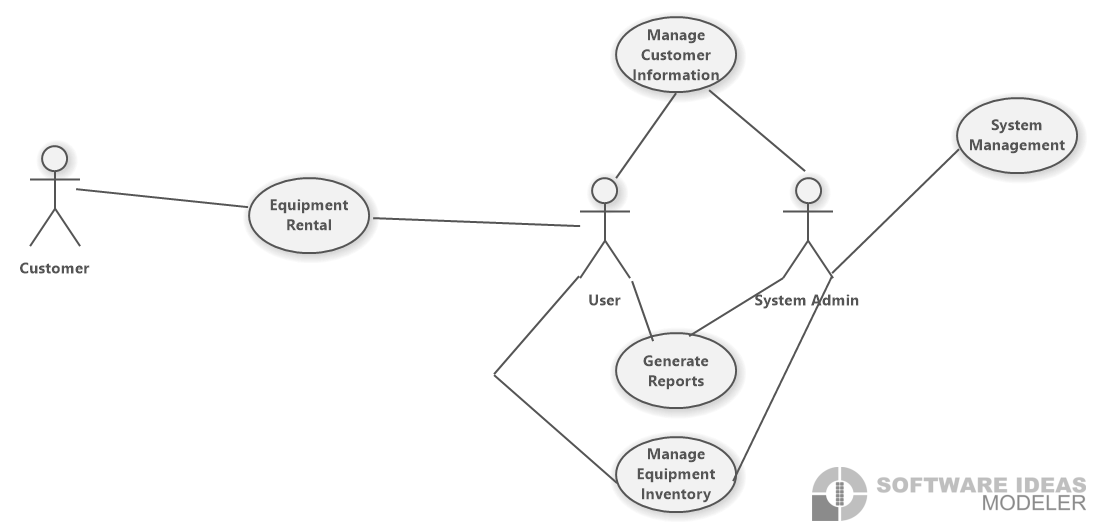 Manage
Customer
Information
System
Management
Equipment
Rental
Customer
User
System Admin
Generate
Reports
Manage
Equipment
Inventory
SOFTWARE IDEAS
MODELER